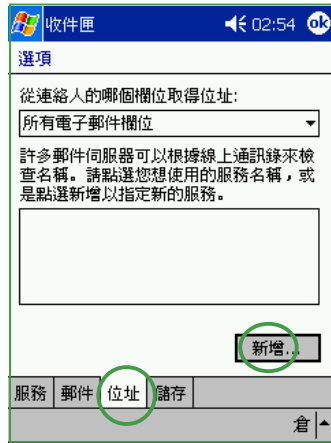 收件匣 02:54 ok
選項
從連絡人的哪個欄位取得位址:
所有電子郵件欄位
許多郵件伺服器可以根據線上通訊錄來檢
查名稱。請點選您想使用的服務名稱，或
是點選新增以指定新的服務。
新增...
服務 郵件 位址 儲存
倉